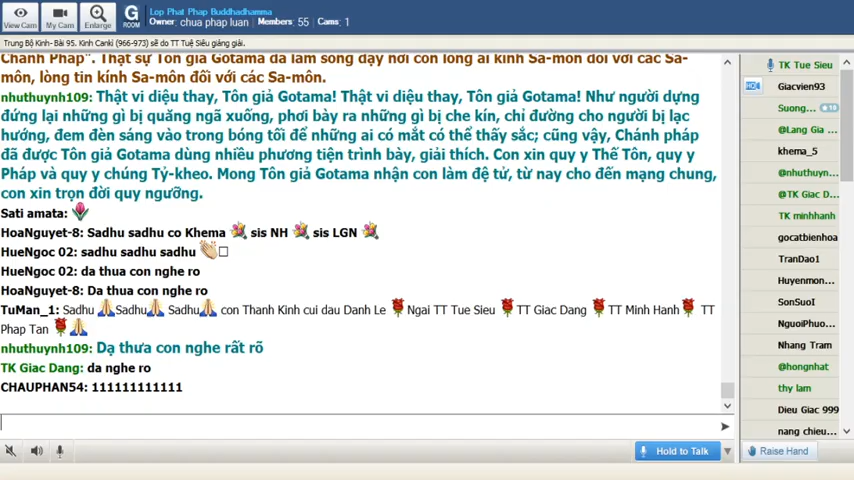 View Cam
My Cam
Enlarge
G
ROOM
Lop Phat Phap Buddhadhamma
Owner: chua phap luan Members: 55 Cams: 1
Trung Bộ Kinh- Bài 95. Kinh Canki (966-973) sẽ do TT Tuệ Siêu giảng giải.
Chánh Pháp". Thật sự Tôn giả Gotama đã làm sống dậy nơi con lòng ái kính Sa-môn đối với các Sa-
môn, lòng tin kính Sa-môn đối với các Sa-môn.
nhuthuynh109: Thật vi diệu thay, Tôn giả Gotama! Thật vi diệu thay, Tôn giả Gotama! Như người dựng
đứng lại những gì bị quăng ngã xuống, phơi bày ra những gì bị che kín, chỉ đường cho người bị lạc
hướng, đem đèn sáng vào trong bóng tối để những ai có mắt có thể thấy sắc; cũng vậy, Chánh pháp
đã được Tôn giả Gotama dùng nhiều phương tiện trình bày, giải thích. Con xin quy y Thế Tôn, quy y
Pháp và quy y chúng Tỷ-kheo. Mong Tôn giả Gotama nhận con làm đệ tử, từ nay cho đến mạng chung,
con xin trọn đời quy ngưỡng.
Sati amata:
HoaNguyet-8: Sadhu sadhu co Khema sis NH sis LGN
HueNgoc 02: sadhu sadhu sadhu
HueNgoc 02: da thua con nghe ro
HoaNguyet-8: Da thua con nghe ro
TuMan_1: Sadhu Sadhu Sadhu con Thanh Kinh cui dau Danh Le Ngai TT Tue Sieu TT Giac Dang TT Minh Hanh TT
Phap Tan
nhuthuynh109: Dạ thưa con nghe rất rõ
TK Giac Dang: da nghe ro
CHAUPHAN54: 111111111111
Hold to Talk
TK Tue Sieu
Giacvien93
Suong...
@Lang Gia ...
khema_5
@nhuthuyn...
@TK Giac D...
TK minhhanh
gocatbienhoa
TranDao1
Huyenmon...
SonSuoI
NguoiPhuo...
Nhang Tram
@hongnhat
thy lam
Dieu Giac 999
nang chieu...
Raise Hand